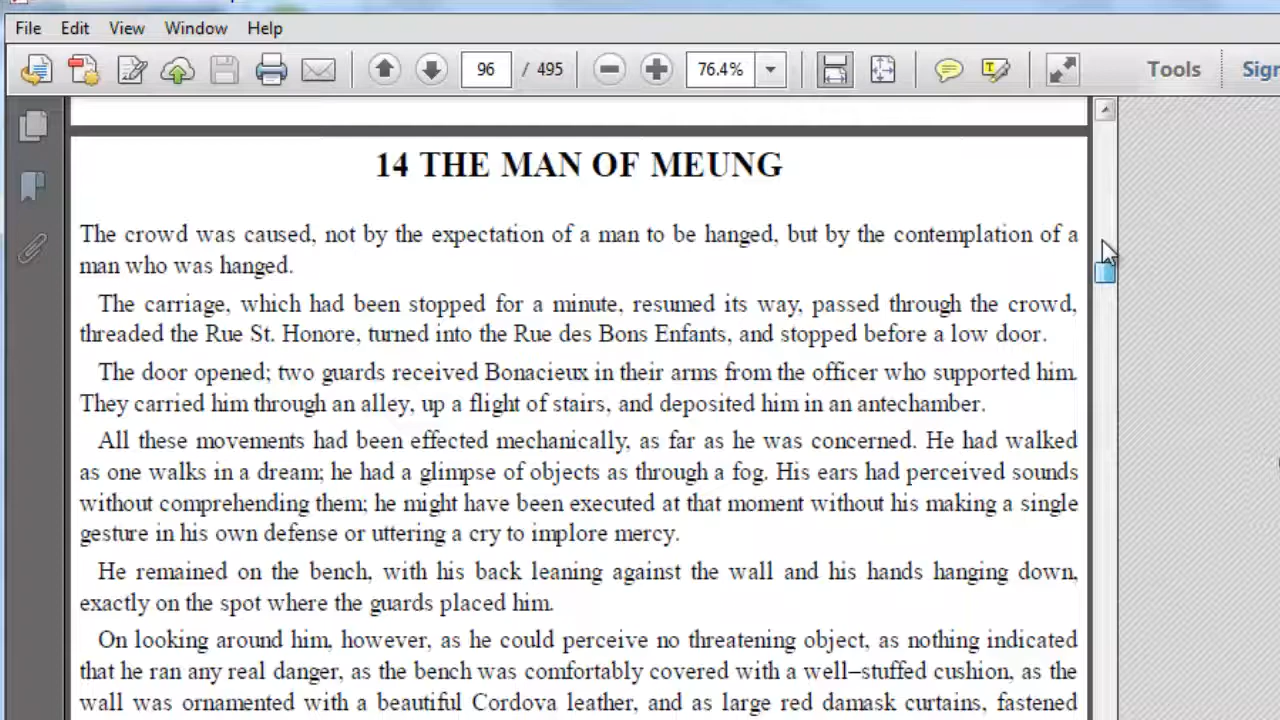 File Edit View Window Help
96 / 495 76.4% Tools Sign
14 THE MAN OF MEUNG
The crowd was caused, not by the expectation of a man to be hanged, but by the contemplation of a
man who was hanged.
The carriage, which had been stopped for a minute, resumed its way, passed through the crowd,
threaded the Rue St. Honore, turned into the Rue des Bons Enfants, and stopped before a low door.
The door opened; two guards received Bonacieux in their arms from the officer who supported him.
They carried him through an alley, up a flight of stairs, and deposited him in an antechamber.
All these movements had been effected mechanically, as far as he was concerned. He had walked
as one walks in a dream; he had a glimpse of objects as through a fog. His ears had perceived sounds
without comprehending them; he might have been executed at that moment without his making a single
gesture in his own defense or uttering a cry to implore mercy.
He remained on the bench, with his back leaning against the wall and his hands hanging down,
exactly on the spot where the guards placed him.
On looking around him, however, as he could perceive no threatening object, as nothing indicated
that he ran any real danger, as the bench was comfortably covered with a well–stuffed cushion, as the
wall was ornamented with a beautiful Cordova leather, and as large red damask curtains, fastened